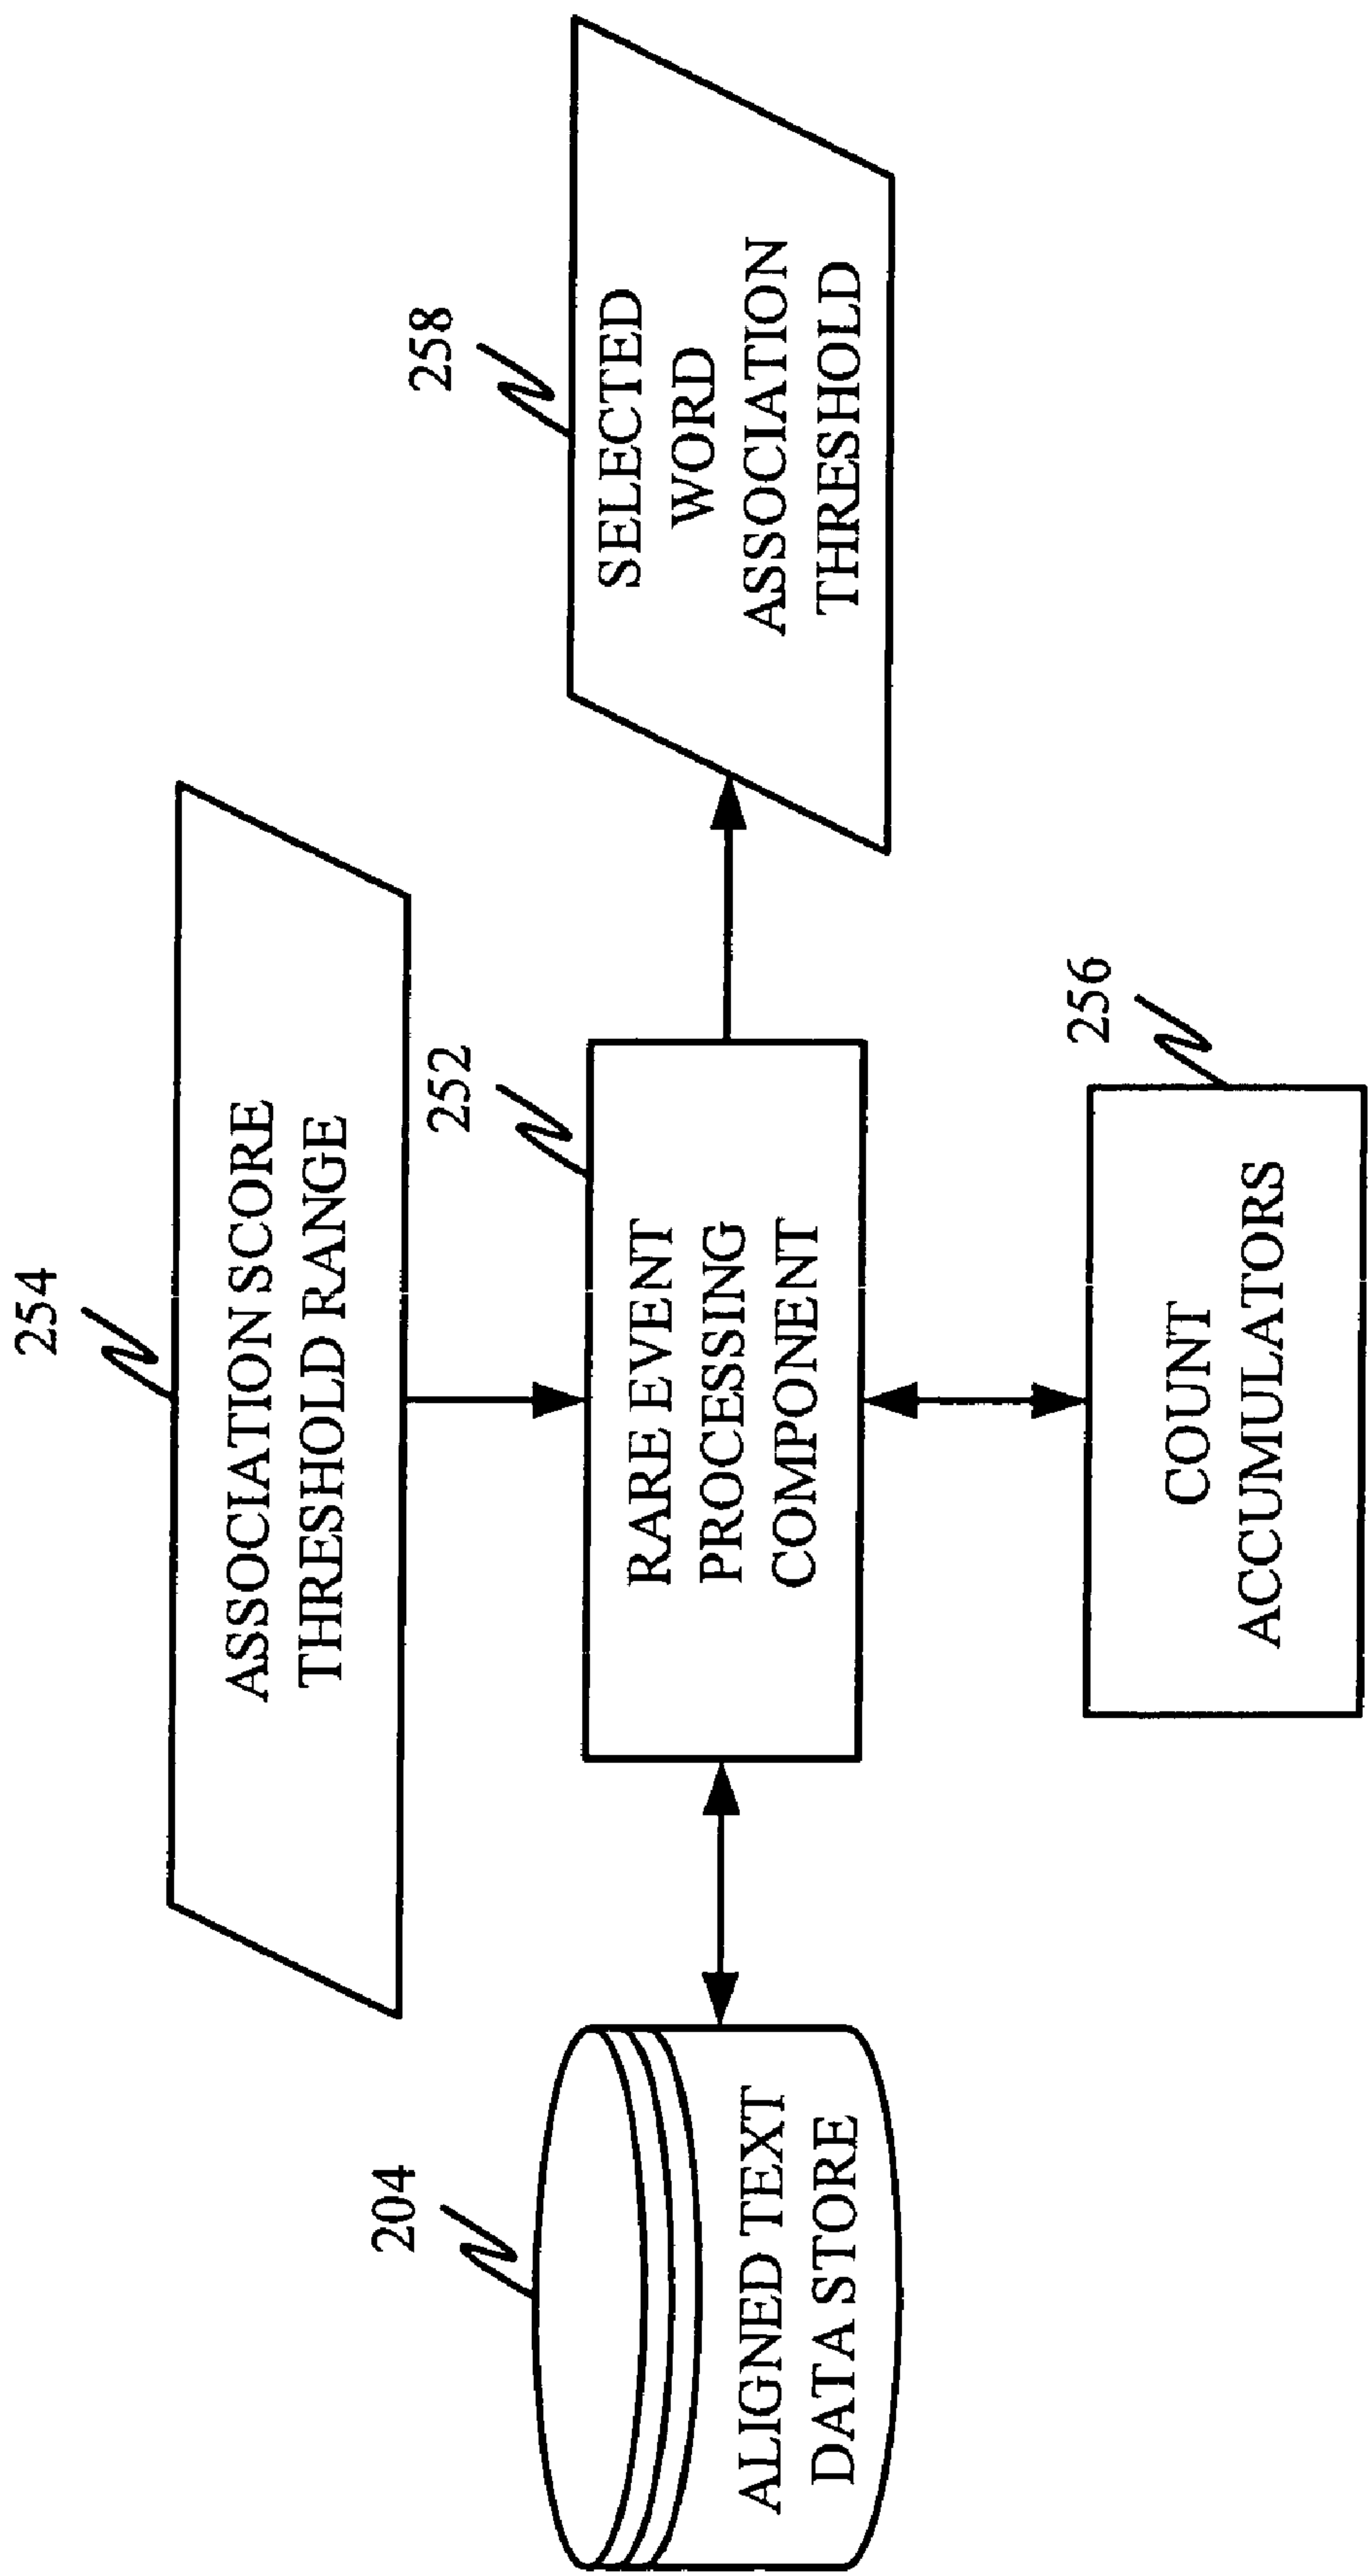 254
ASSOCIATION SCORE
THRESHOLD RANGE
204
ALIGNED TEXT
DATA STORE
252
RARE EVENT
PROCESSING
COMPONENT
258
SELECTED
WORD
ASSOCIATION
THRESHOLD
256
COUNT
ACCUMULATORS